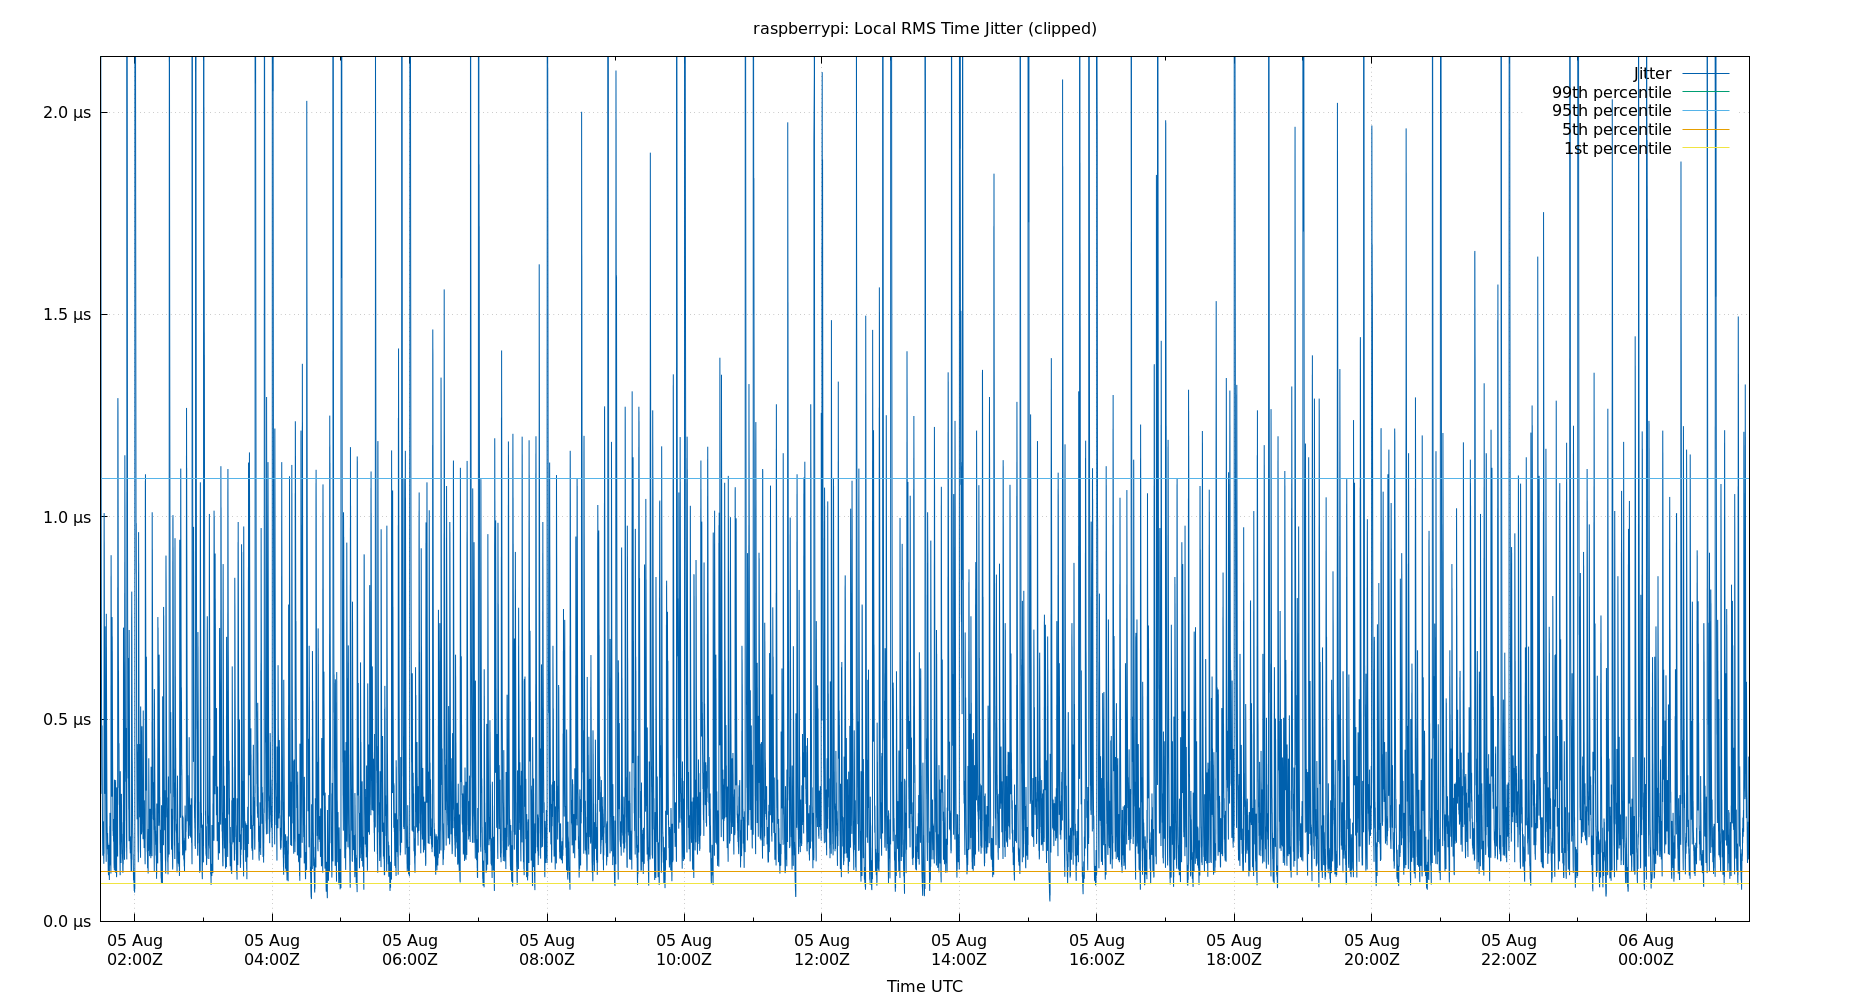 raspberrypi: Local RMS Time Jitter (clipped)
Jitter
99th percentile
95th percentile
5th percentile
1st percentile
2.0 µs
1.5 µs
1.0 µs
0.5 µs
0.0 µs
05 Aug 05 Aug 05 Aug 05 Aug 05 Aug 05 Aug 05 Aug 05 Aug 05 Aug 05 Aug 05 Aug 06 Aug
02:00Z 04:00Z 06:00Z 08:00Z 10:00Z 12:00Z 14:00Z 16:00Z 18:00Z 20:00Z 22:00Z 00:00Z
Time UTC